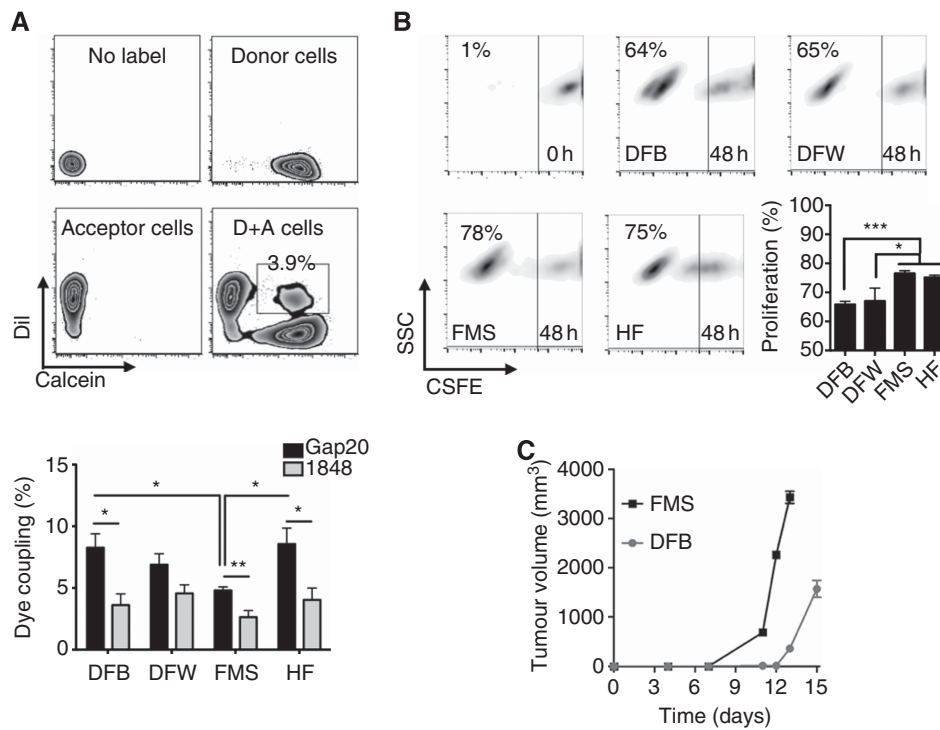 A
No label
Donor cells
Acceptor cells
D+A cells
3.9%
DiI
Calcein
B
1%
0 h
64%
DFB
48 h
65%
DFW
48 h
78%
FMS
48 h
75%
HF
48 h
SSC
CSFE
Proliferation (%)
100
90
80
70
60
50
***
*
DFB
DFW
FMS
HF
Dye coupling (%)
15
10
5
0
Gap20
1848
*
*
*
**
*
DFB
DFW
FMS
HF
C
Tumour volume (mm³)
4000
3000
2000
1000
0
FMS
DFB
0
3
6
9
12
15
Time (days)